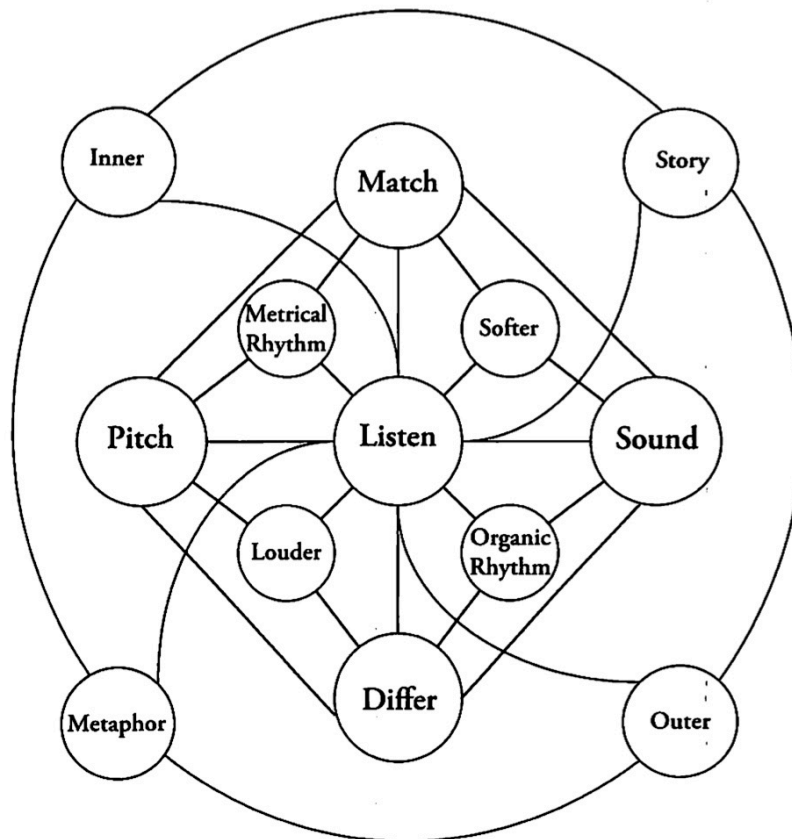 Inner
Story
Match
Metrical
Rhythm
Softer
Pitch
Listen
Sound
Louder
Organic
Rhythm
Metaphor
Differ
Outer